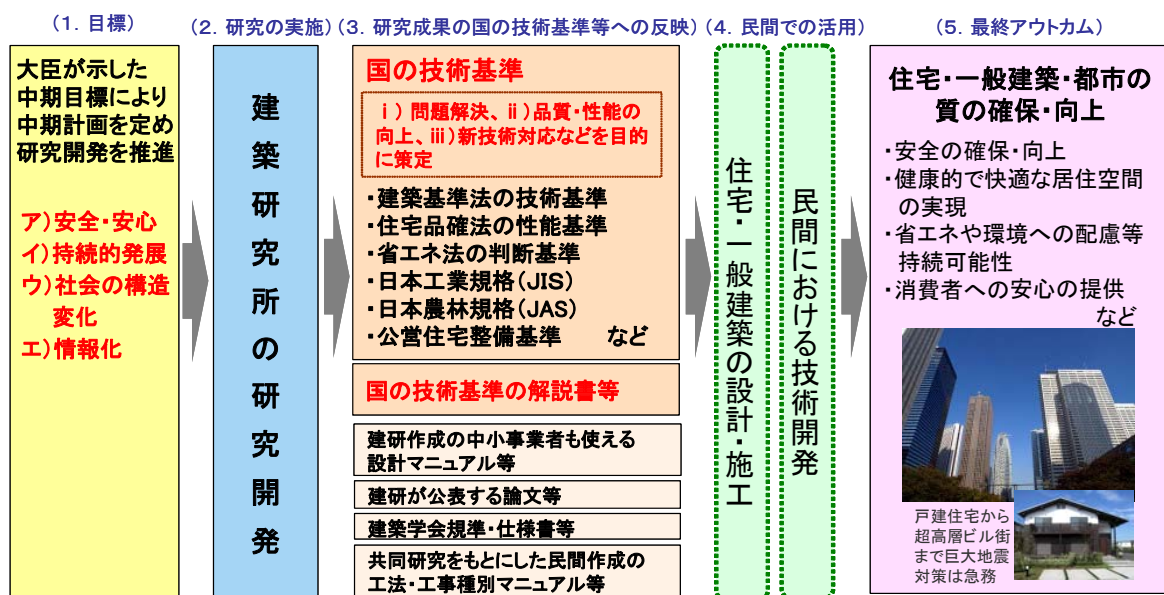 (1. 目標)
(2. 研究の実施)
(3. 研究成果の国の技術基準等への反映)
(4. 民間での活用)
(5. 最終アウトカム)
大臣が示した
中期目標により
中期計画を定め
研究開発を推進
ア)安全・安心
イ)持続的発展
ウ)社会の構造
変化
エ)情報化
建築研究所の研究開発
国の技術基準
ⅰ)問題解決、ⅱ)品質・性能の
向上、ⅲ)新技術対応などを目的
に策定
・建築基準法の技術基準
・住宅品確法の性能基準
・省エネ法の判断基準
・日本工業規格(JIS)
・日本農林規格(JAS)
・公営住宅整備基準 など
国の技術基準の解説書等
建研作成の中小事業者も使える
設計マニュアル等
建研が公表する論文等
建築学会規準・仕様書等
共同研究をもとにした民間作成の
工法・工事種別マニュアル等
住宅・一般建築の設計・施工
民間における技術開発
住宅・一般建築・都市の
質の確保・向上
・安全の確保・向上
・健康的で快適な居住空間
の実現
・省エネや環境への配慮等
持続可能性
・消費者への安心の提供
など
戸建住宅から
超高層ビル街
まで巨大地震
対策は急務